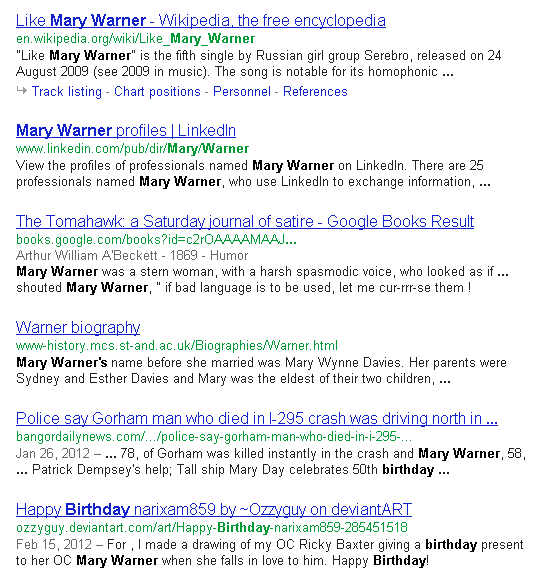 Like Mary Warner - Wikipedia, the free encyclopedia
en.wikipedia.org/wiki/Like_Mary_Warner
"Like Mary Warner" is the fifth single by Russian girl group Serebro, released on 24
August 2009 (see 2009 in music). The song is notable for its homophonic ...
Track listing - Chart positions - Personnel - References
Mary Warner profiles | LinkedIn
www.linkedin.com/pub/dir/Mary/Warner
View the profiles of professionals named Mary Warner on LinkedIn. There are 25
professionals named Mary Warner, who use LinkedIn to exchange information, ...
The Tomahawk: a Saturday journal of satire - Google Books Result
books.google.com/books?id=c2rOAAAAMAAJ...
Arthur William A'Beckett - 1869 - Humor
Mary Warner was a stern woman, with a harsh spasmodic voice, who looked as if ...
shouted Mary Warner, " if bad language is to be used, let me cur-rrr-se them !
Warner biography
www-history.mcs.st-and.ac.uk/Biographies/Warner.html
Mary Warner's name before she married was Mary Wynne Davies. Her parents were
Sydney and Esther Davies and Mary was the eldest of their two children, ...
Police say Gorham man who died in I-295 crash was driving north in ...
bangordailynews.com/.../police-say-gorham-man-who-died-in-i-295-...
Jan 26, 2012 – ... 78, of Gorham was killed instantly in the crash and Mary Warner, 58,
... Patrick Dempsey's help; Tall ship Mary Day celebrates 50th birthday ...
Happy Birthday narixam859 by ~Ozzyguy on deviantART
ozzyguy.deviantart.com/art/Happy-Birthday-narixam859-285451518
Feb 15, 2012 – For , I made a drawing of my OC Ricky Baxter giving a birthday present
to her OC Mary Warner when she falls in love to him. Happy Birthday!